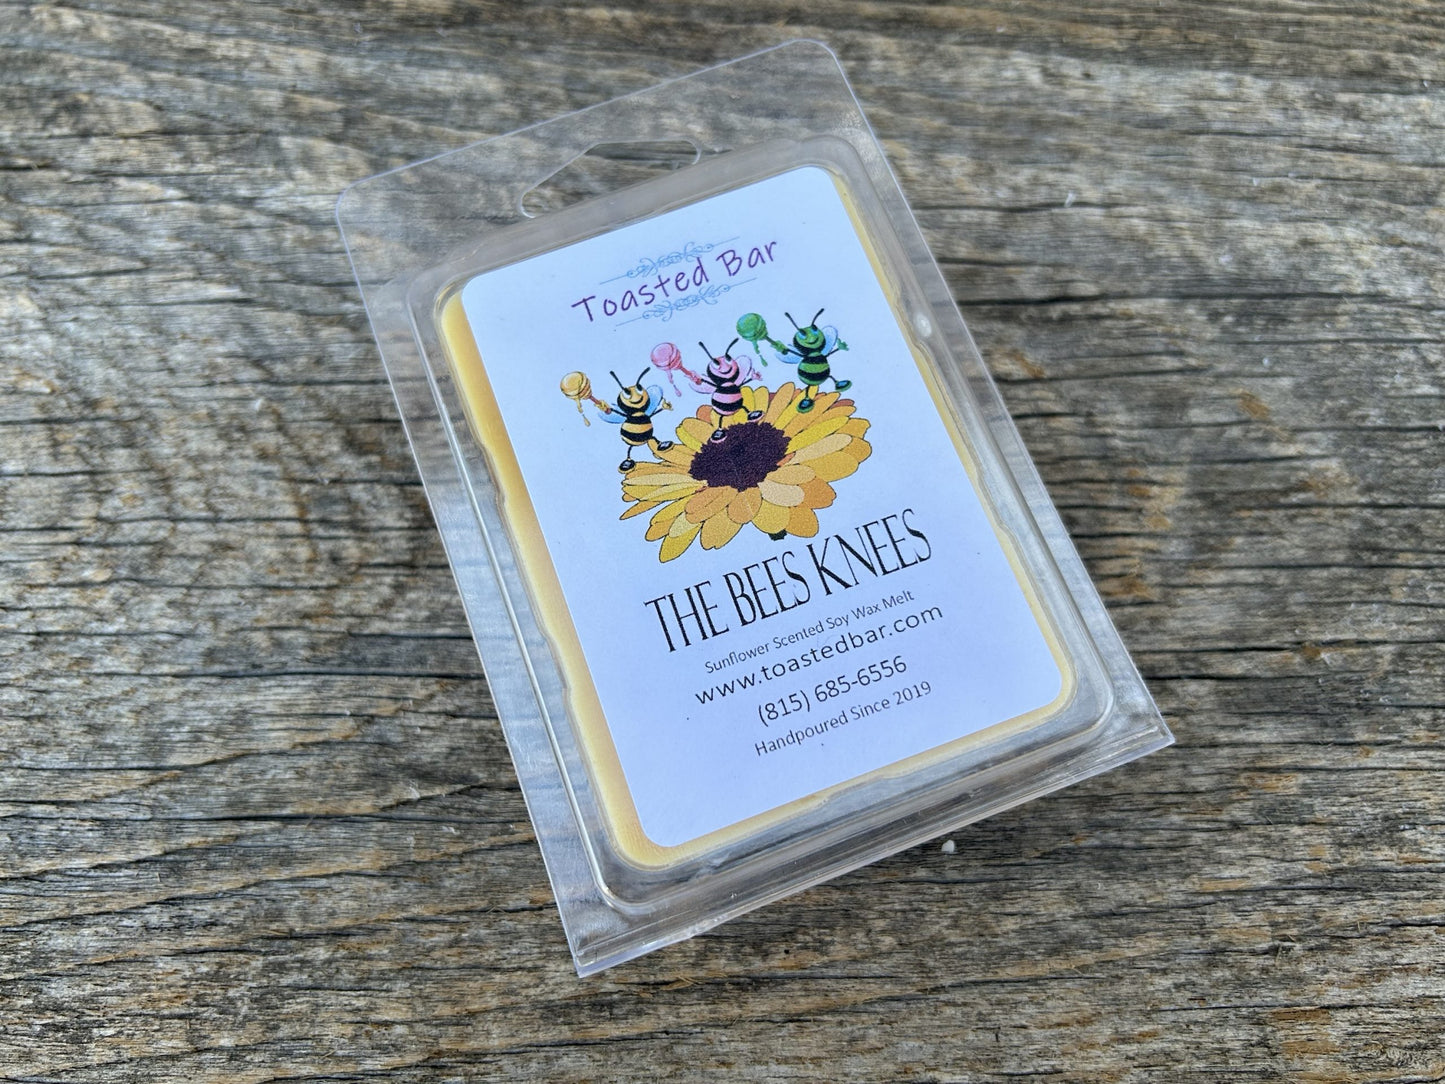 Toasted Bar
THE BEES KNEES
Sunflower Scented Soy Wax Melt
www.toastedbar.com
(815) 685-6556
Handpoured Since 2019